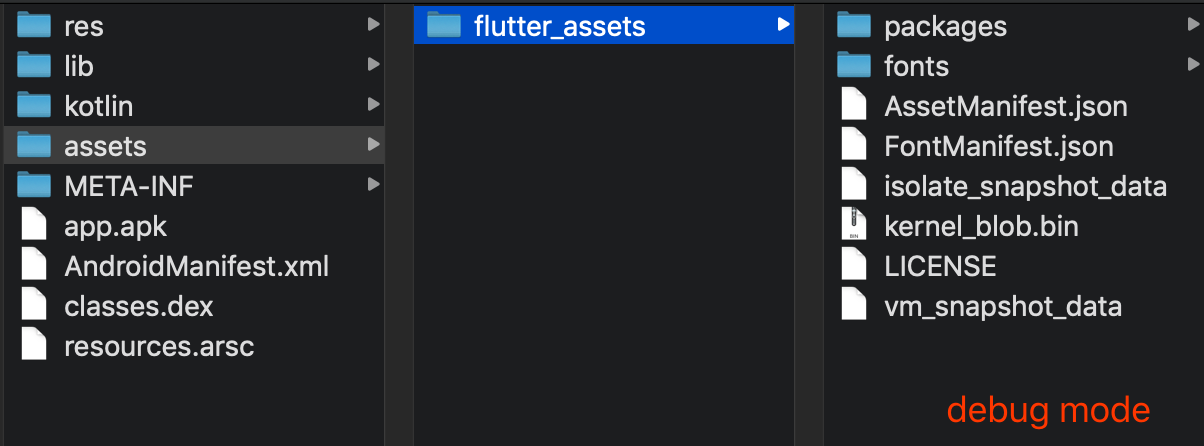 res
lib
kotlin
assets
META-INF
app.apk
AndroidManifest.xml
classes.dex
resources.arsc
flutter_assets
packages
fonts
AssetManifest.json
FontManifest.json
isolate_snapshot_data
BIN
kernel_blob.bin
LICENSE
vm_snapshot_data
debug mode